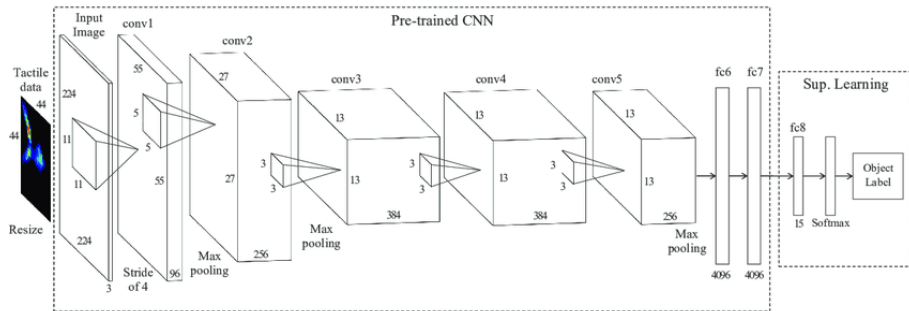 Pre-trained CNN
Input
Image
conv1
conv2
conv3
conv4
conv5
fc6
fc7
Sup. Learning
Tactile
data
44
44
Resize
224
11
11
224
3
55
5
5
55
Stride
of 4
96
27
27
Max
pooling
256
3
3
13
13
384
Max
pooling
3
3
13
13
384
3
3
13
13
256
Max
pooling
4096
4096
fc8
15
Softmax
Object
Label